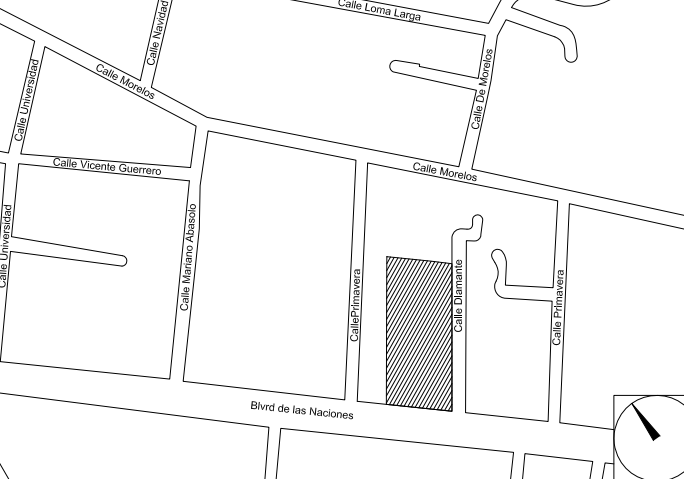 Calle Loma Larga
Calle Navidad
Calle Morelos
Calle De Morelos
Calle Universidad
Calle Vicente Guerrero
Calle Morelos
Calle Universidad
Calle Mariano Abasolo
CallePrimavera
Calle Diamante
Calle Primavera
Blvrd de las Naciones